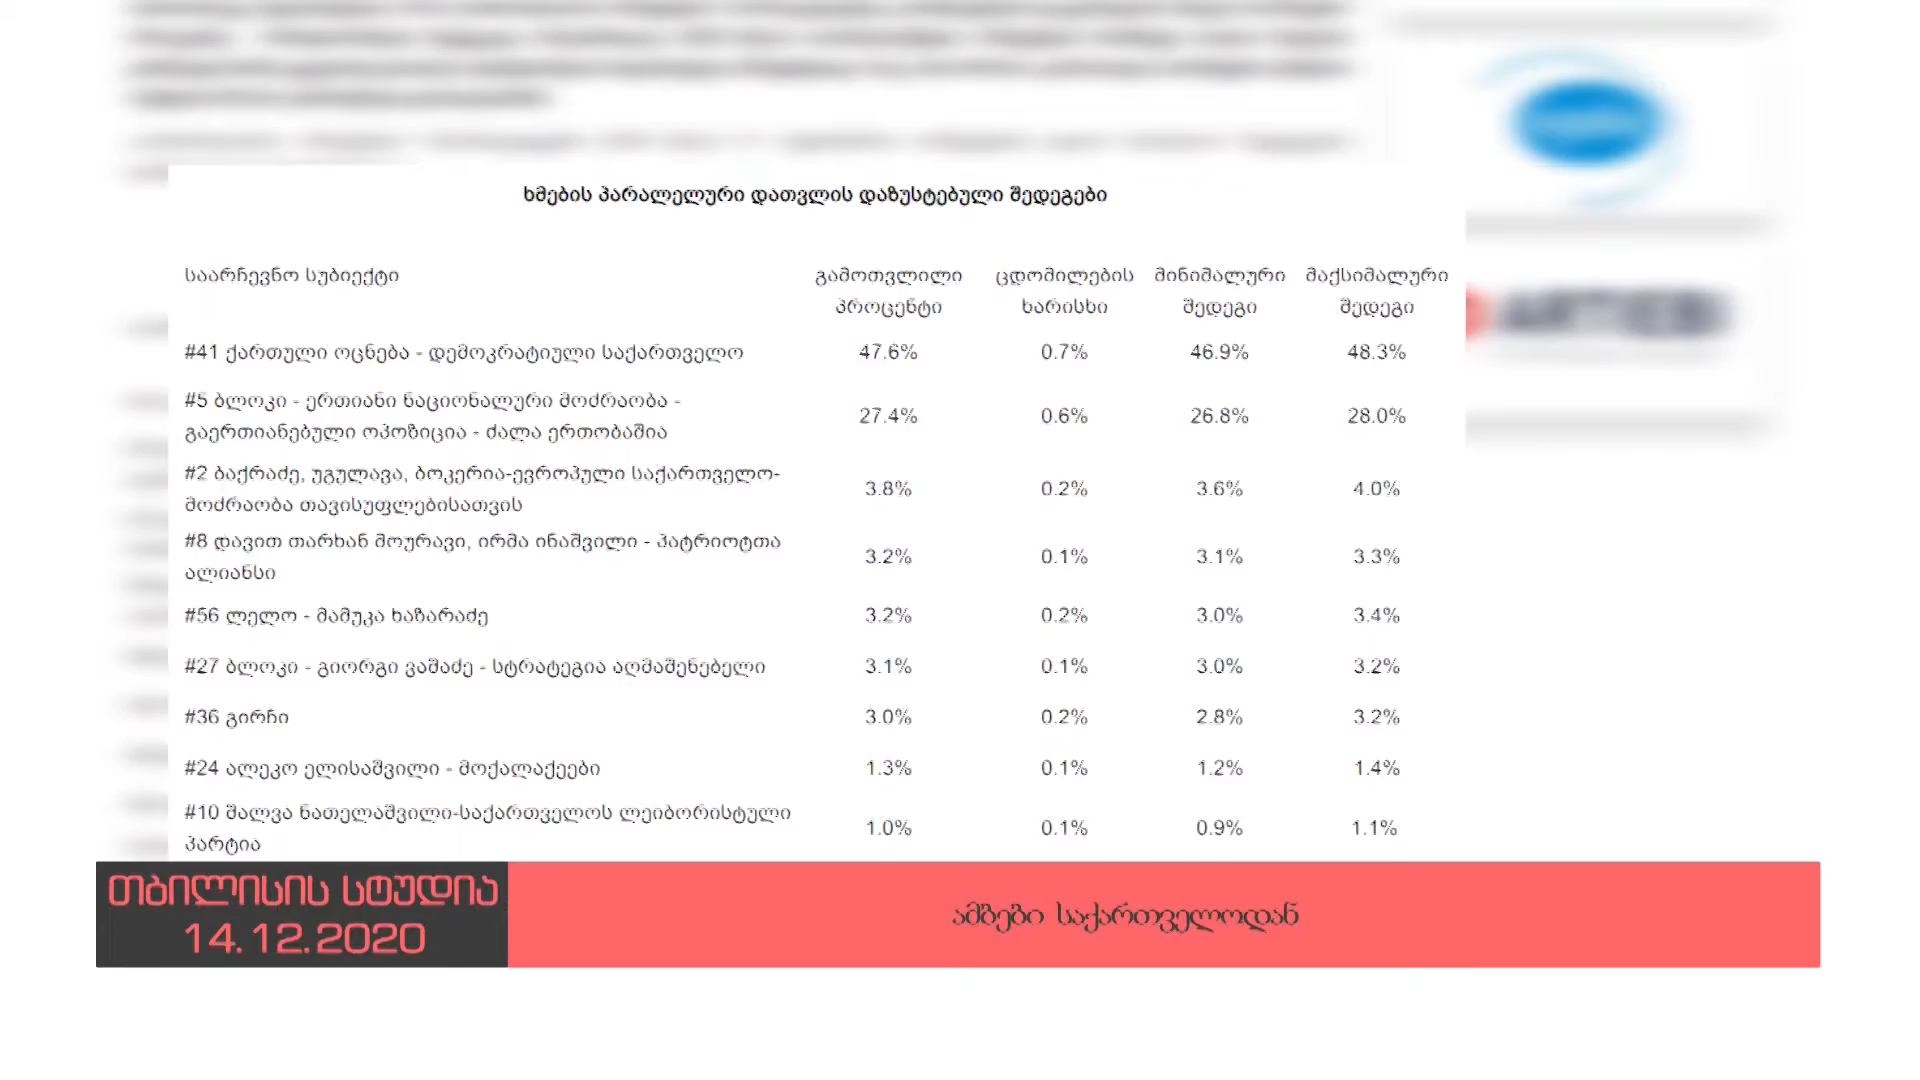 ხმების პარალელური დათვლის დაზუსტებული შედეგები
საარჩევნო სუბიექტი გამოთვლილი ცდომილების მინიმალური მაქსიმალური
პროცენტი ხარისხი შედეგი შედეგი
#41 ქართული ოცნება - დემოკრატიული საქართველო 47.6% 0.7% 46.9% 48.3%
#5 ბლოკი - ერთიანი ნაციონალური მოძრაობა -
გაერთიანებული ოპოზიცია - ძალა ერთობაშია 27.4% 0.6% 26.8% 28.0%
#2 ბაქრაძე, უგულავა, ბოკერია-ევროპული საქართველო-
მოძრაობა თავისუფლებისათვის 3.8% 0.2% 3.6% 4.0%
#8 დავით თარხან მოურავი, ირმა ინაშვილი - პატრიოტთა
ალიანსი 3.2% 0.1% 3.1% 3.3%
#56 ლელო - მამუკა ხაზარაძე 3.2% 0.2% 3.0% 3.4%
#27 ბლოკი - გიორგი ვაშაძე - სტრატეგია აღმაშენებელი 3.1% 0.1% 3.0% 3.2%
#36 გირჩი 3.0% 0.2% 2.8% 3.2%
#24 ალეკო ელისაშვილი - მოქალაქეები 1.3% 0.1% 1.2% 1.4%
#10 შალვა ნათელაშვილი-საქართველოს ლეიბორისტული
პარტია 1.0% 0.1% 0.9% 1.1%
თბილისის სტუდია
14.12.2020
ამბები საქართველოდან